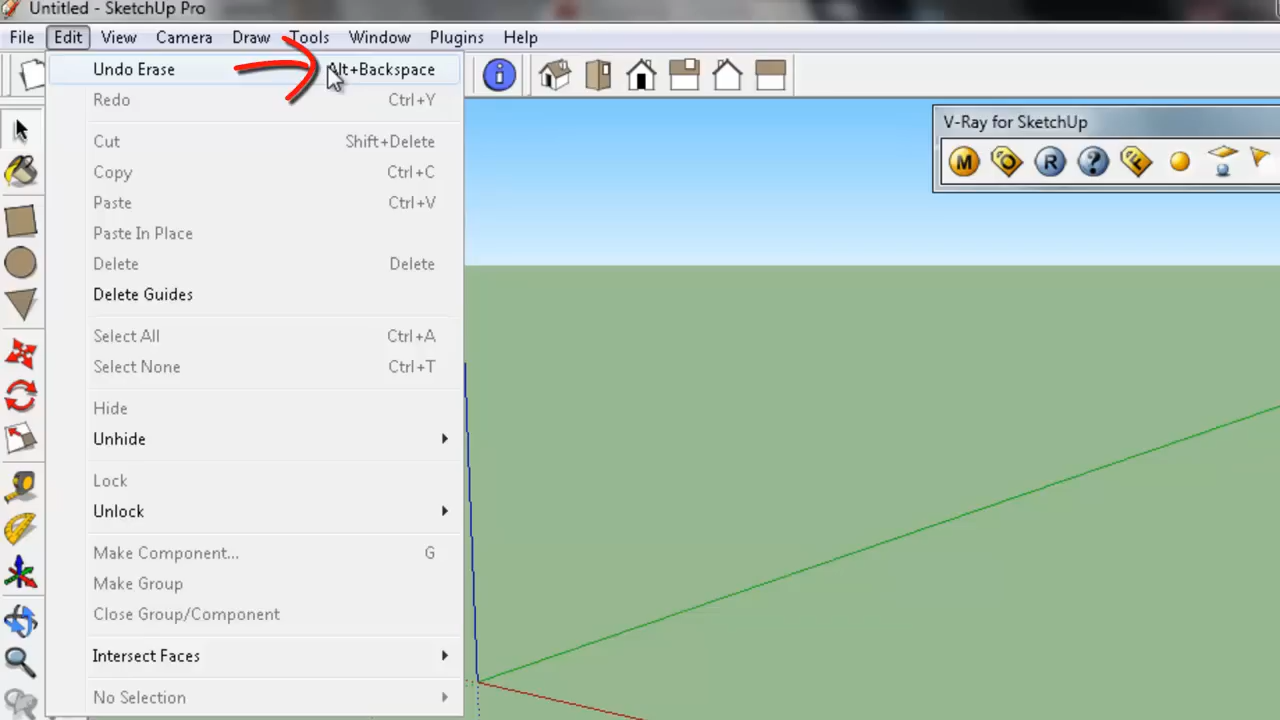 Untitled - SketchUp Pro
File Edit View Camera Draw Tools Window Plugins Help
Undo Erase Alt+Backspace
Redo Ctrl+Y
Cut Shift+Delete
Copy Ctrl+C
Paste Ctrl+V
Paste In Place
Delete Delete
Delete Guides
Select All Ctrl+A
Select None Ctrl+T
Hide
Unhide
Lock
Unlock
Make Component... G
Make Group
Close Group/Component
Intersect Faces
No Selection
V-Ray for SketchUp
M O R ? F